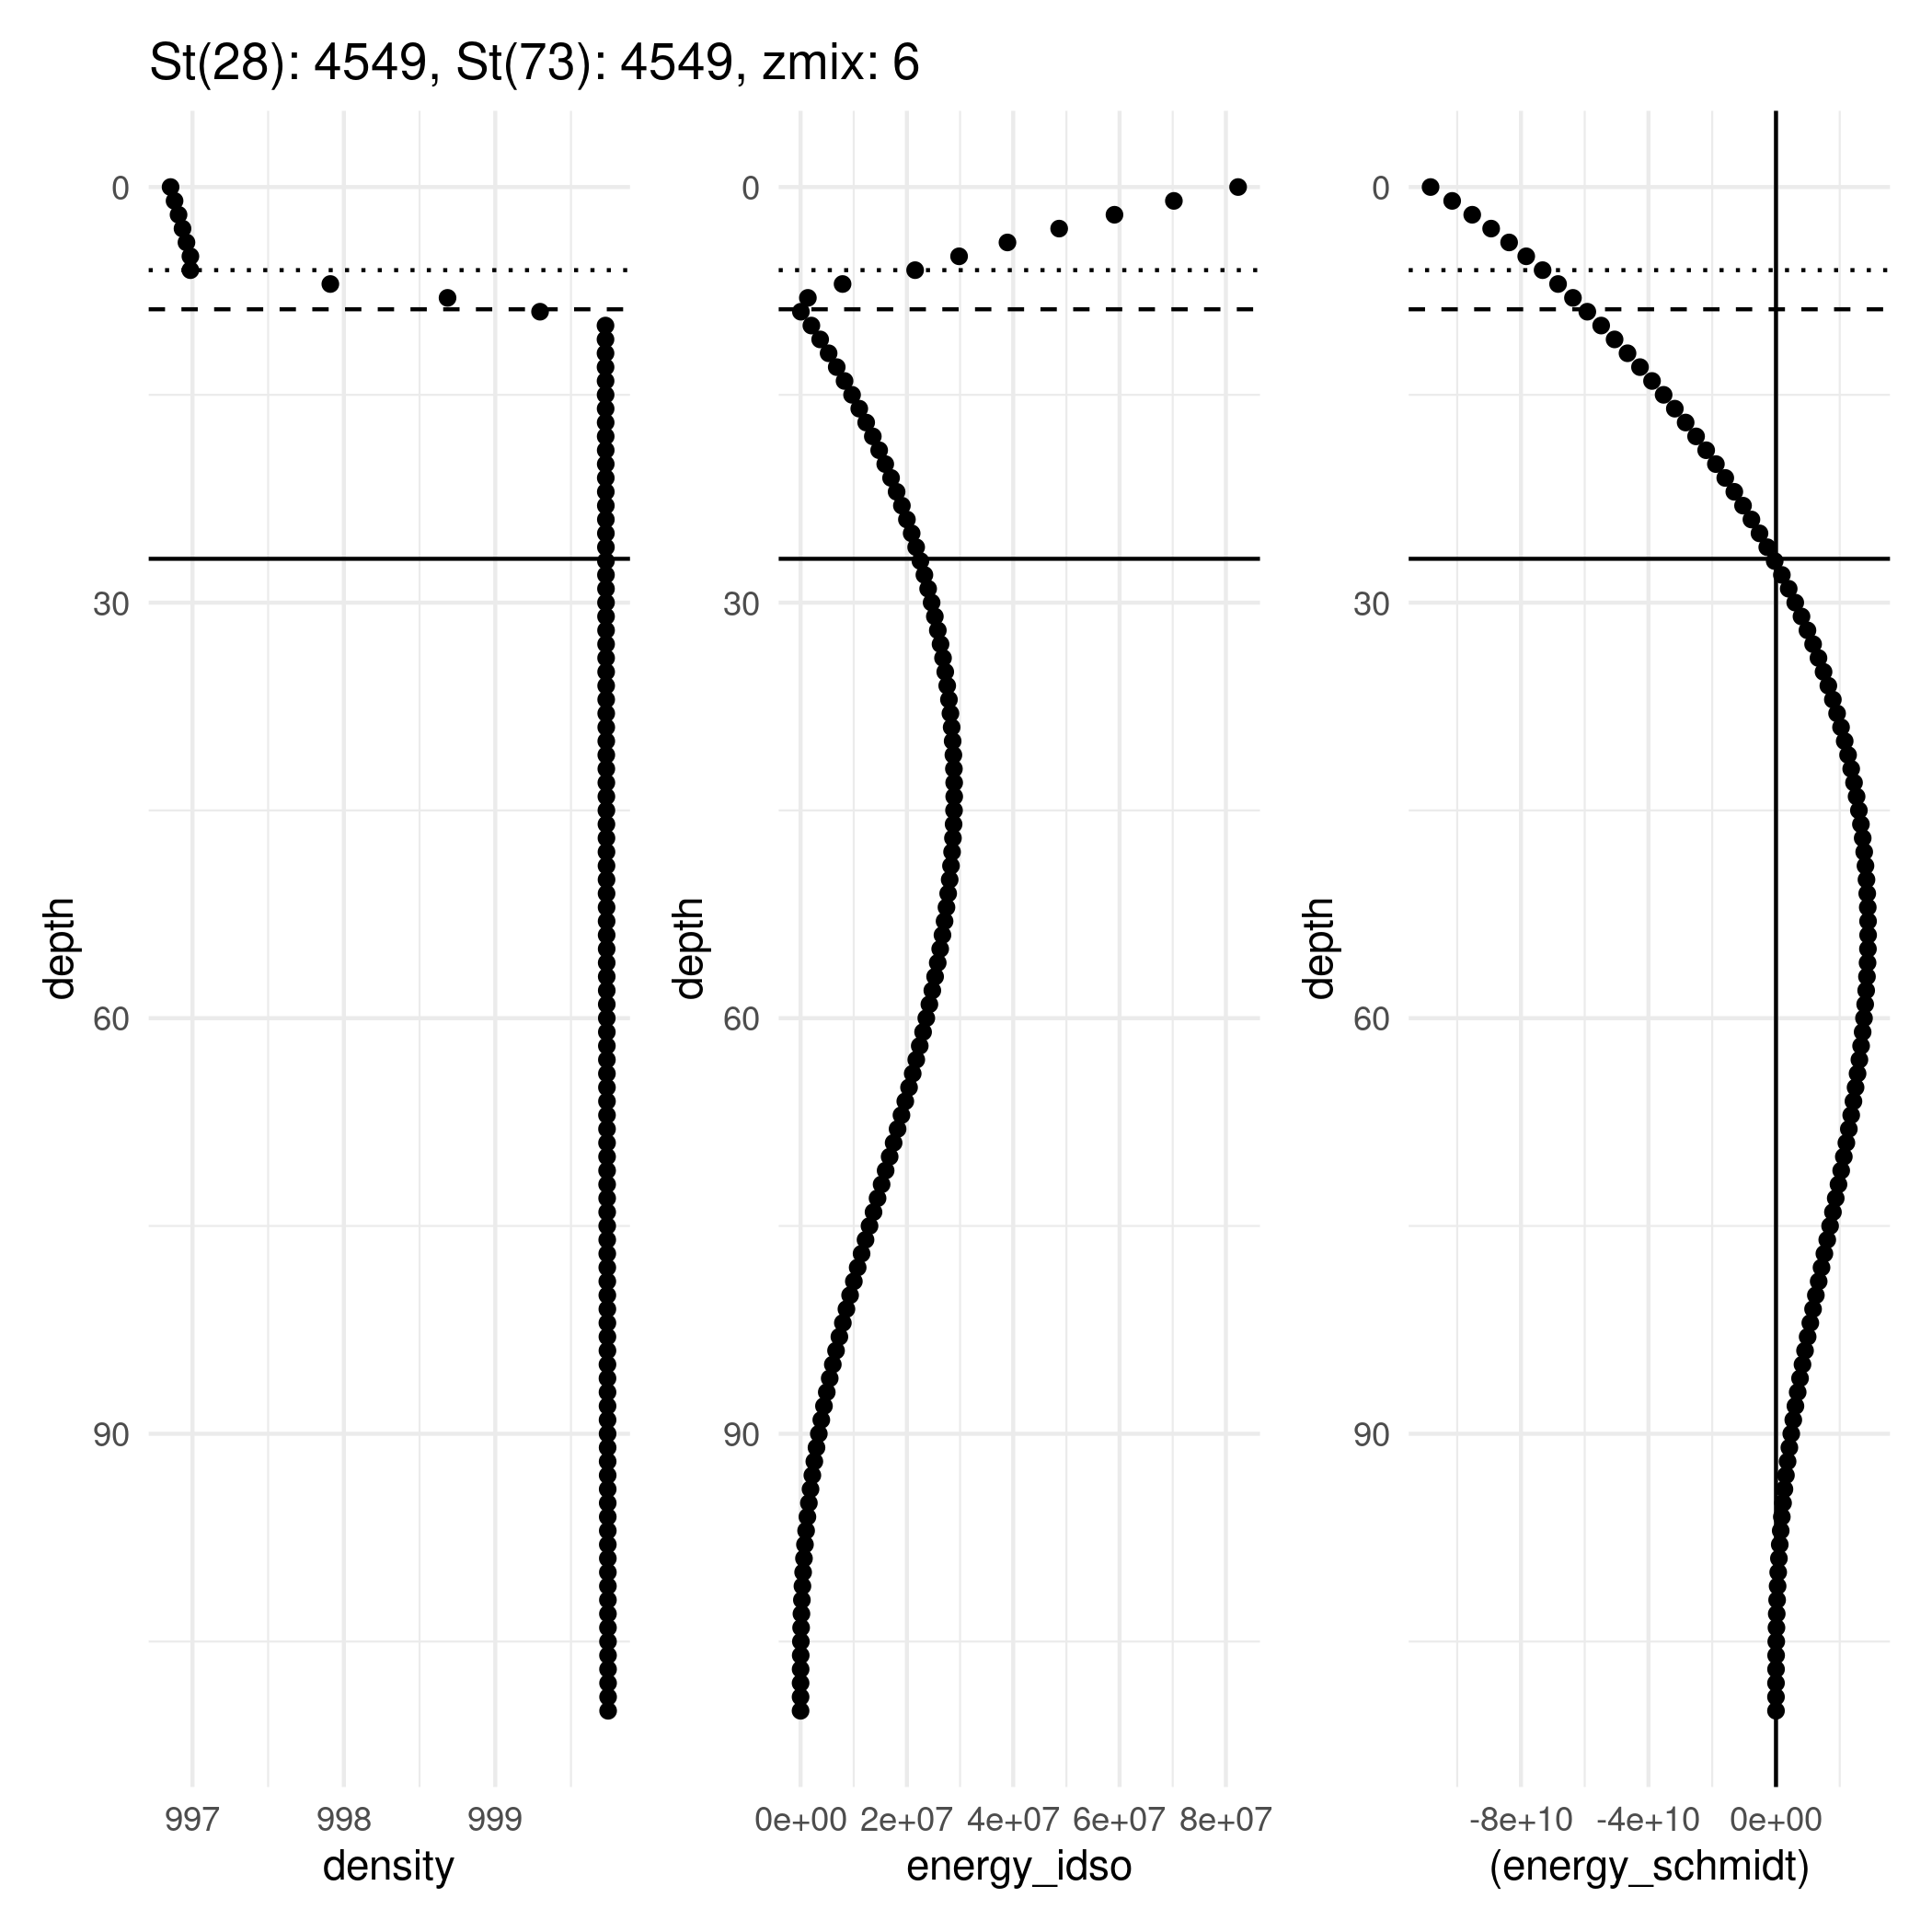 St(28): 4549, St(73): 4549, zmix: 6
0
30
60
90
depth
997 998 999
density
0
30
60
90
depth
0e+00 2e+07 4e+07 6e+07 8e+07
energy_idso
0
30
60
90
depth
-8e+10 -4e+10 0e+00
(energy_schmidt)